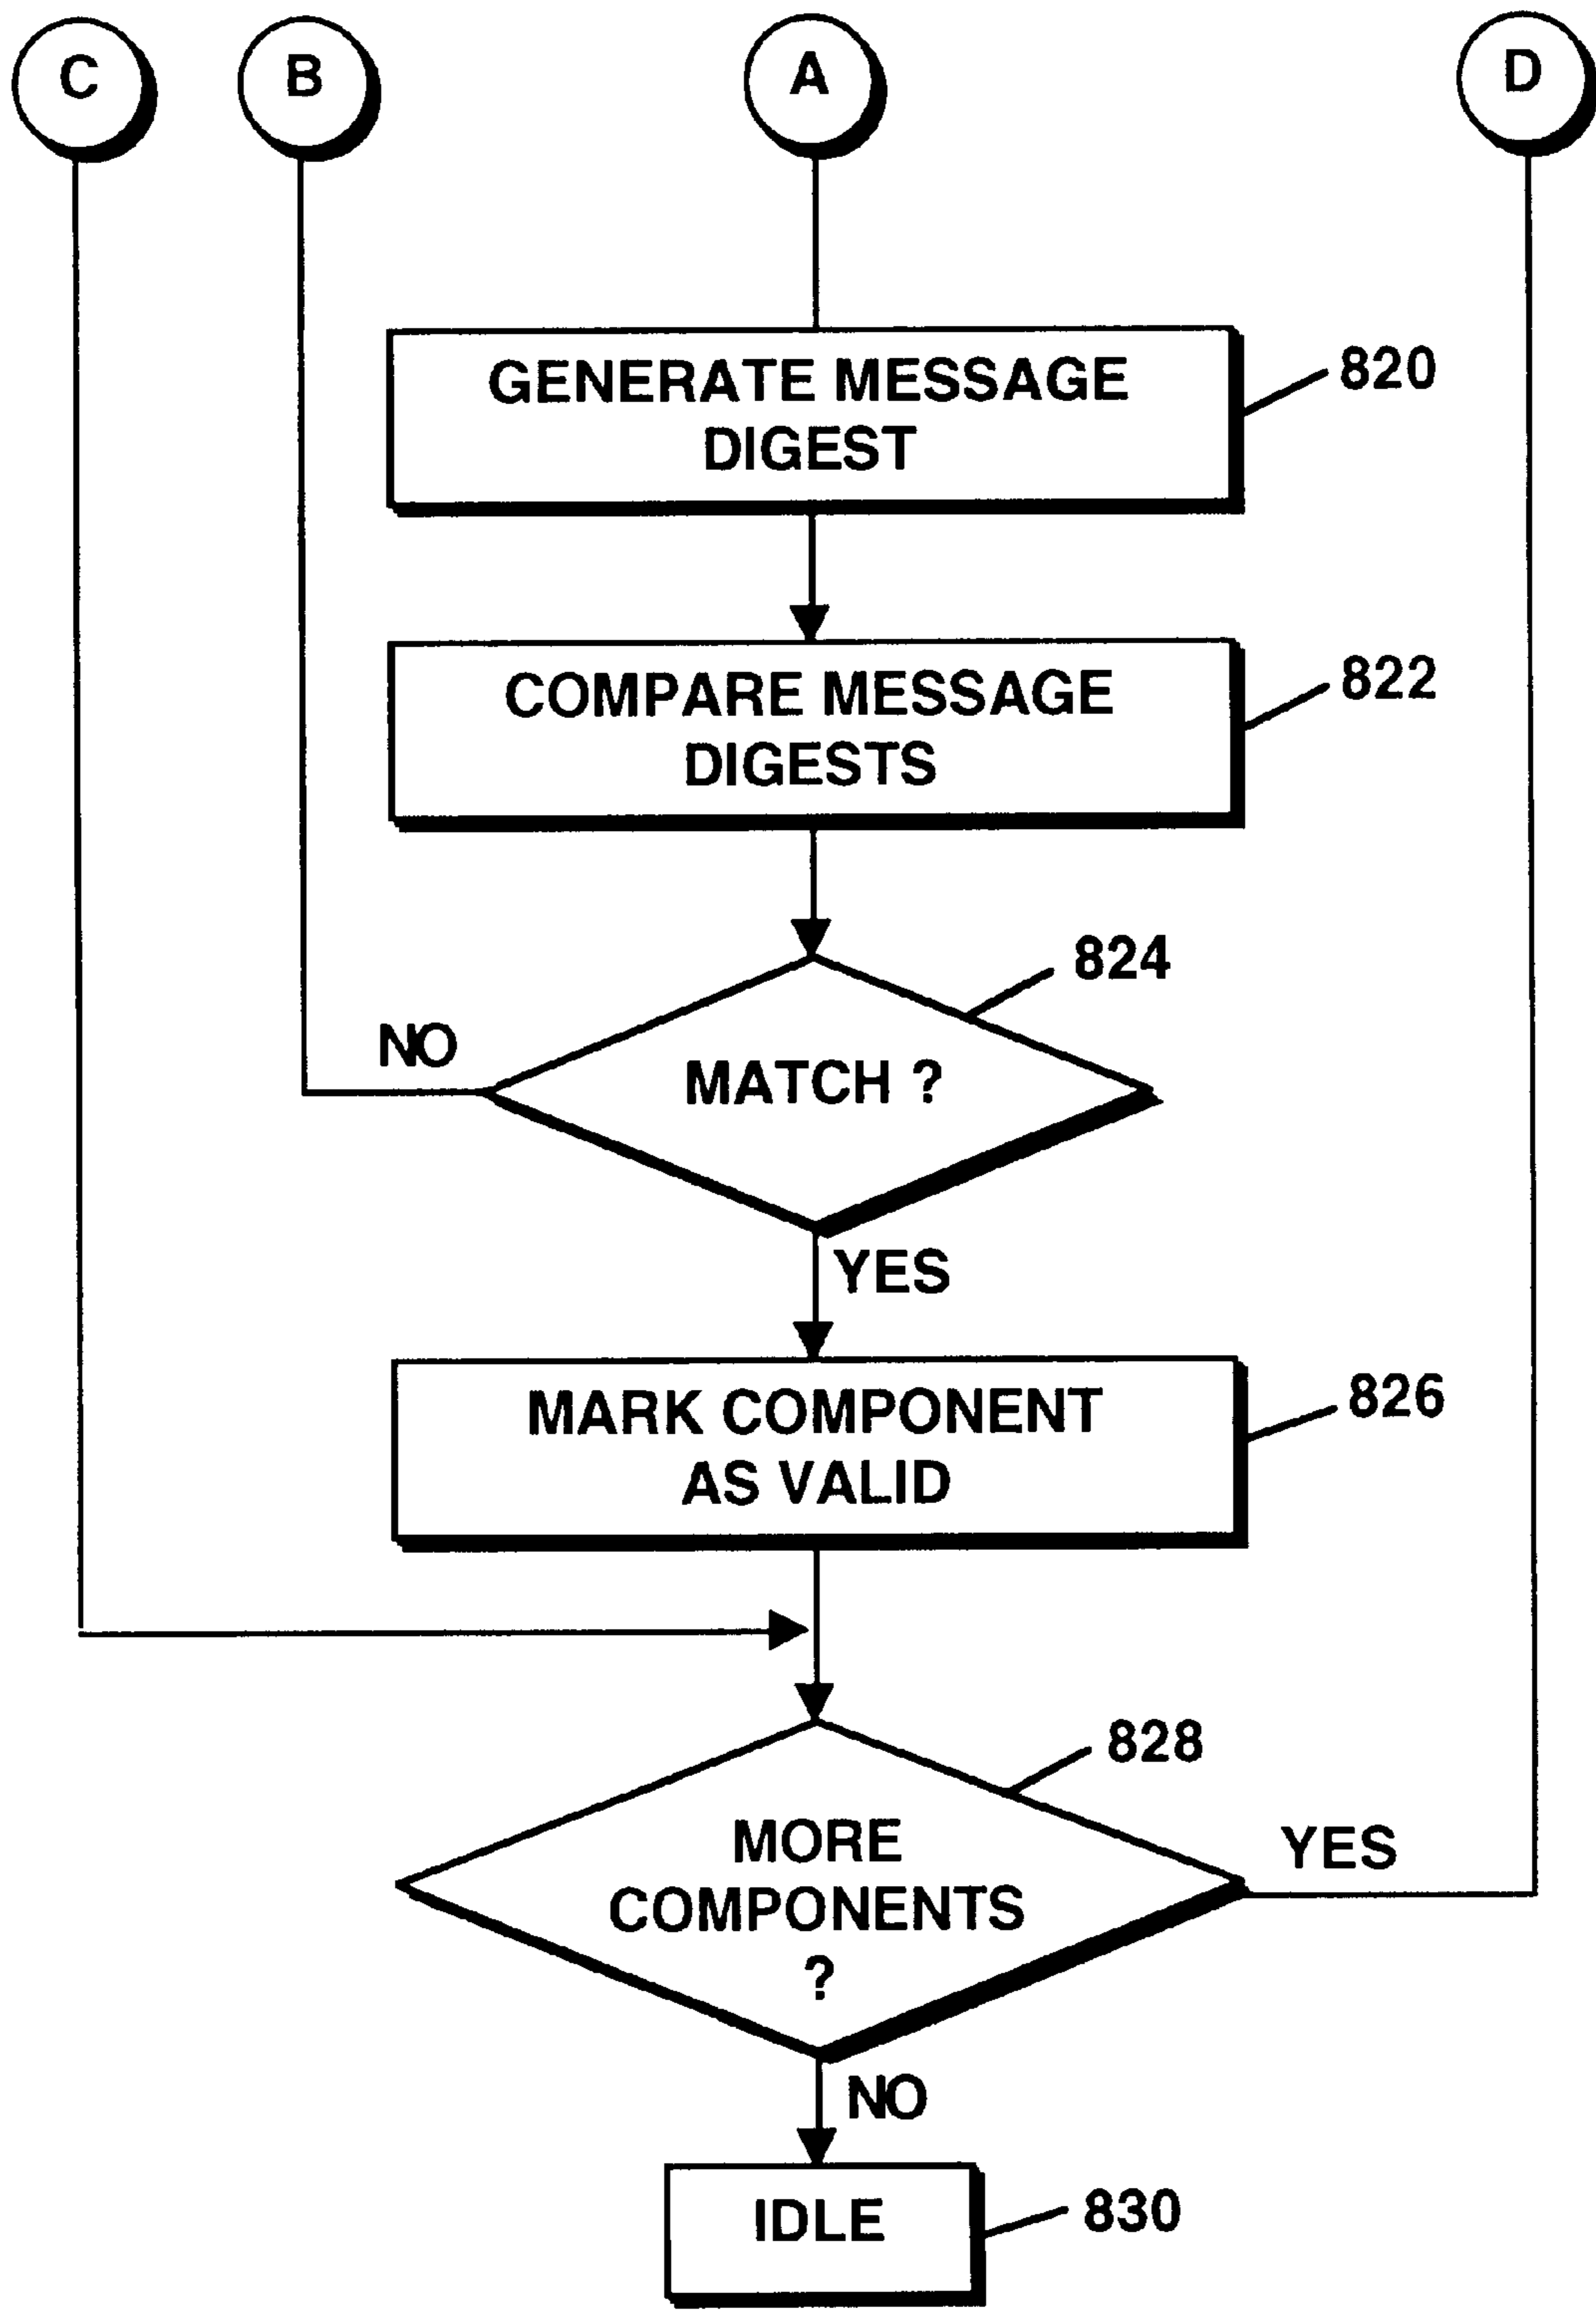 C
B
A
D
GENERATE MESSAGE
DIGEST
820
COMPARE MESSAGE
DIGESTS
822
824
NO
MATCH ?
YES
MARK COMPONENT
AS VALID
826
828
MORE
COMPONENTS
?
YES
NO
IDLE
830